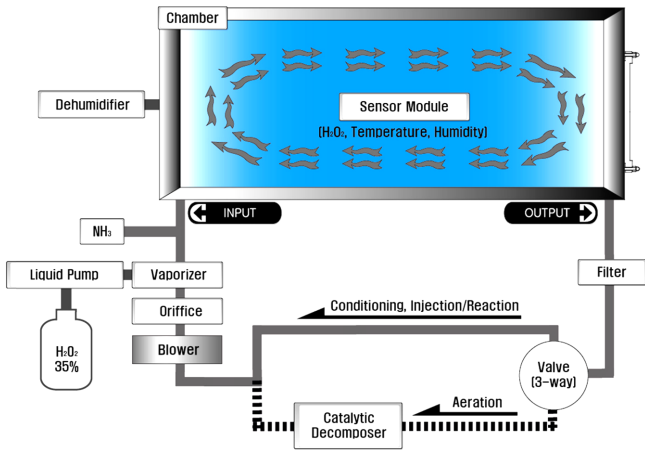 Chamber
Dehumidifier
Sensor Module
(H₂O₂, Temperature, Humidity)
INPUT
OUTPUT
NH₃
Liquid Pump
Vaporizer
Filter
Orifice
Conditioning, Injection/Reaction
H₂O₂
35%
Blower
Valve
(3-way)
Aeration
Catalytic
Decomposer